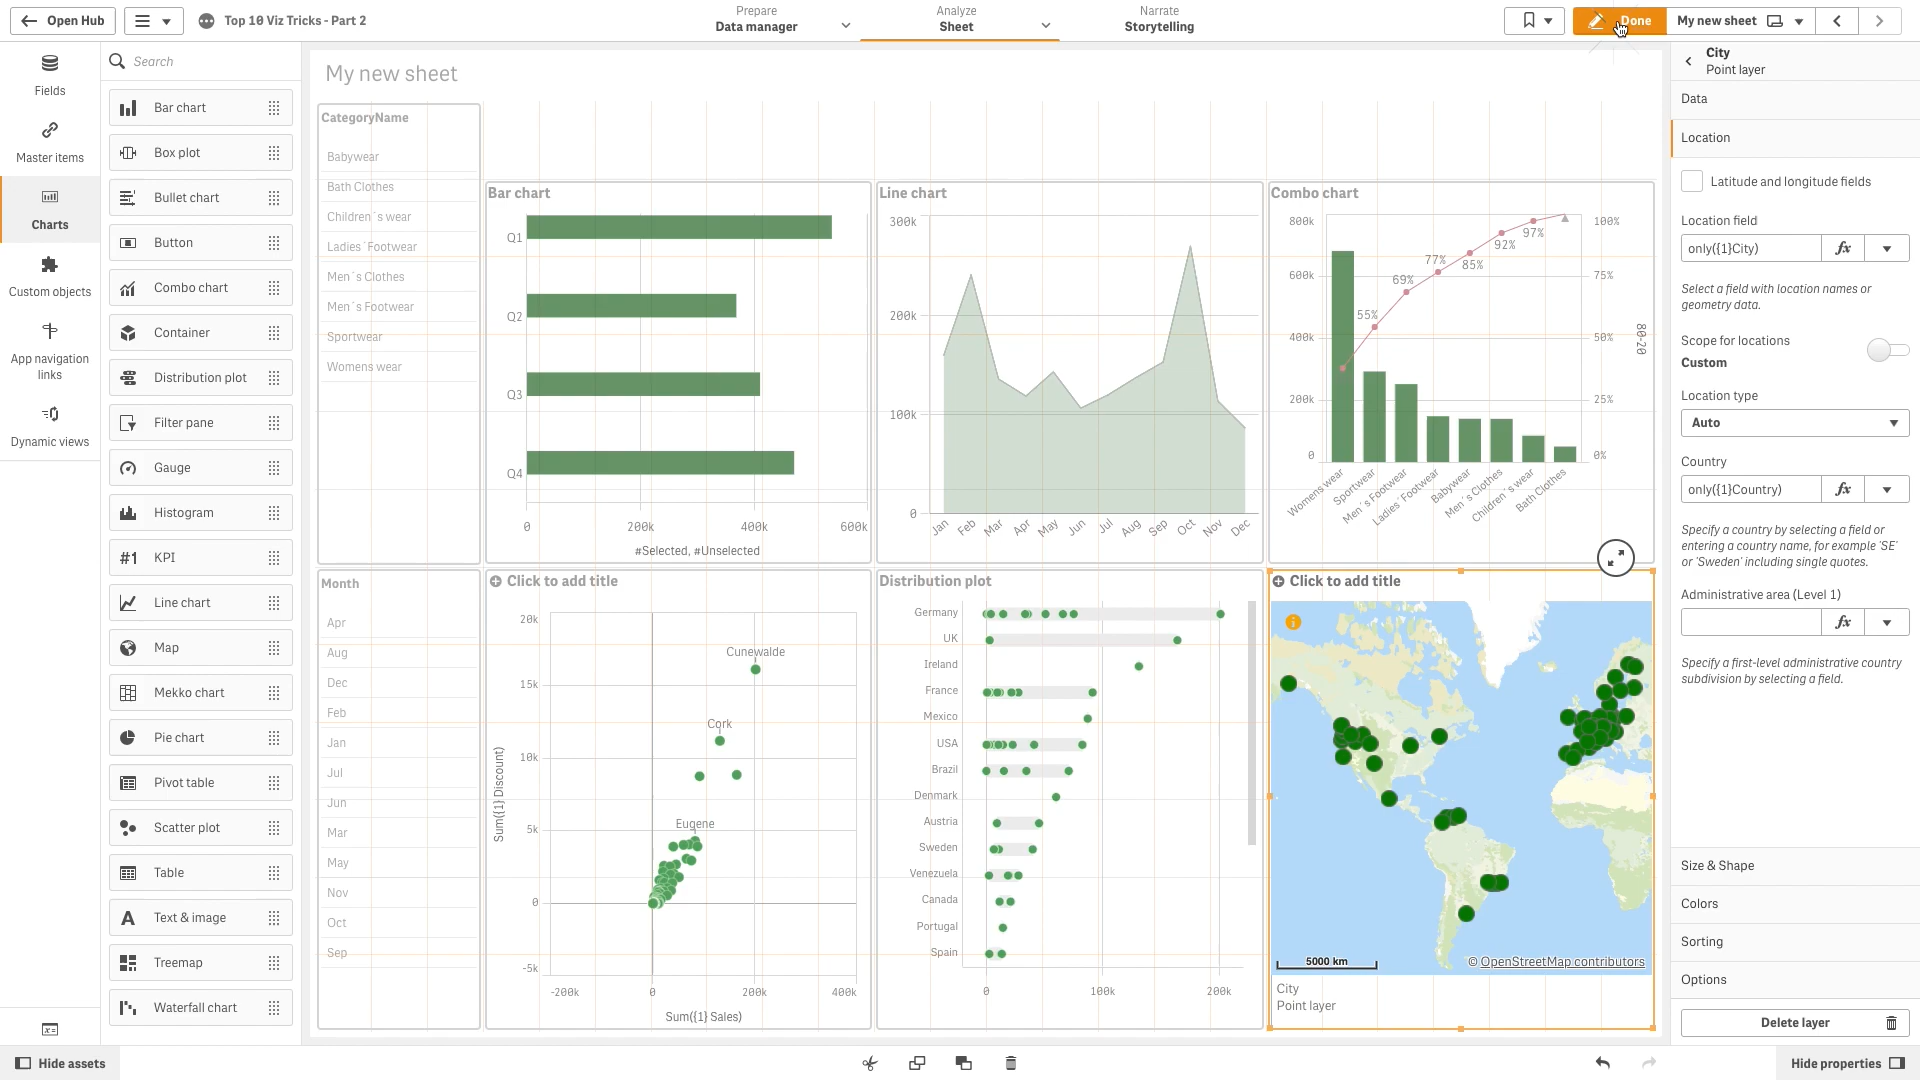 Open Hub
Top 10 Viz Tricks - Part 2
Prepare
Data manager
Analyze
Sheet
Narrate
Storytelling
Done
My new sheet
Fields
Master items
Charts
Custom objects
App navigation
links
Dynamic views
Search
Bar chart
Box plot
Bullet chart
Button
Combo chart
Container
Distribution plot
Filter pane
Gauge
Histogram
#1 KPI
Line chart
Map
Mekko chart
Pie chart
Pivot table
Scatter plot
Table
A Text & image
Treemap
Waterfall chart
My new sheet
CategoryName
Babywear
Bath Clothes
Children´s wear
Ladies´Footwear
Men´s Clothes
Men´s Footwear
Sportwear
Womens wear
Bar chart
Q1
Q2
Q3
Q4
0 200k 400k 600k
#Selected, #Unselected
Line chart
300k
200k
100k
0
Jan Feb Mar Apr May Jun Jul Aug Sep Oct Nov Dec
Combo chart
800k
600k
400k
200k
0
55%
69%
77%
85%
92%
97%
100%
75%
50%
25%
0%
80-20
Womens wear
Sportwear
Men´s Footwear
Ladies´Footwear
Babywear
Men´s Clothes
Children´s wear
Bath Clothes
Month
Apr
Aug
Dec
Feb
Jan
Jul
Jun
Mar
May
Nov
Oct
Sep
Click to add title
20k
15k
10k
5k
0
-5k
Sum({1} Discount)
Cunewalde
Cork
Eugene
-200k 0 200k 400k
Sum({1} Sales)
Distribution plot
Germany
UK
Ireland
France
Mexico
USA
Brazil
Denmark
Austria
Sweden
Venezuela
Canada
Portugal
Spain
0 100k 200k
Click to add title
5000 km
© OpenStreetMap contributors
City
Point layer
City
Point layer
Data
Location
Latitude and longitude fields
Location field
only({1}City)
fx
Select a field with location names or
geometry data.
Scope for locations
Custom
Location type
Auto
Country
only({1}Country)
fx
Specify a country by selecting a field or
entering a country name, for example 'SE'
or 'Sweden' including single quotes.
Administrative area (Level 1)
fx
Specify a first-level administrative country
subdivision by selecting a field.
Size & Shape
Colors
Sorting
Options
Delete layer
Hide assets
Hide properties